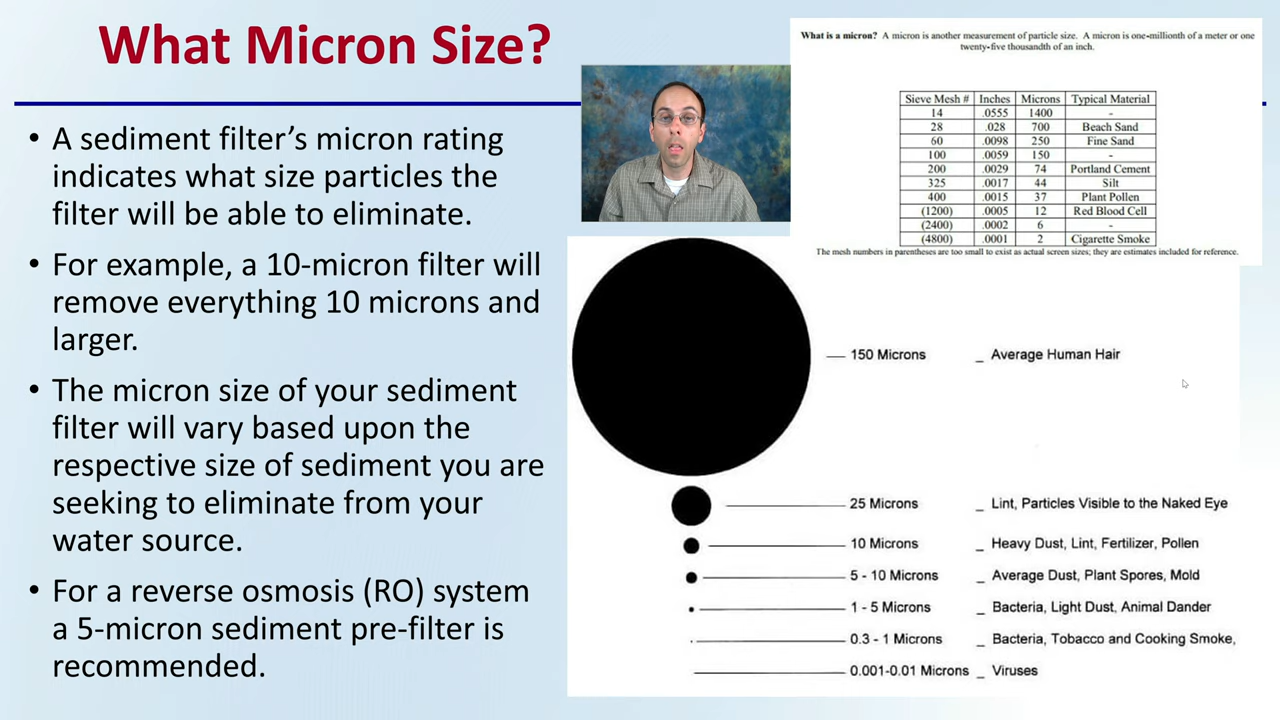 What Micron Size?
• A sediment filter's micron rating
indicates what size particles the
filter will be able to eliminate.
• For example, a 10-micron filter will
remove everything 10 microns and
larger.
• The micron size of your sediment
filter will vary based upon the
respective size of sediment you are
seeking to eliminate from your
water source.
• For a reverse osmosis (RO) system
a 5-micron sediment pre-filter is
recommended.
What is a micron? A micron is another measurement of particle size. A micron is one-millionth of a meter or one
twenty-five thousandth of an inch.
Sieve Mesh # Inches Microns Typical Material
14 .0555 1400 -
28 .028 700 Beach Sand
60 .0098 250 Fine Sand
100 .0059 150 -
200 .0029 74 Portland Cement
325 .0017 44 Silt
400 .0015 37 Plant Pollen
(1200) .0005 12 Red Blood Cell
(2400) .0002 6 -
(4800) .0001 2 Cigarette Smoke
The mesh numbers in parentheses are too small to exist as actual screen sizes; they are estimates included for reference.
150 Microns _ Average Human Hair
25 Microns _ Lint, Particles Visible to the Naked Eye
10 Microns _ Heavy Dust, Lint, Fertilizer, Pollen
5 - 10 Microns _ Average Dust, Plant Spores, Mold
1 - 5 Microns _ Bacteria, Light Dust, Animal Dander
0.3 - 1 Microns _ Bacteria, Tobacco and Cooking Smoke,
0.001-0.01 Microns _ Viruses